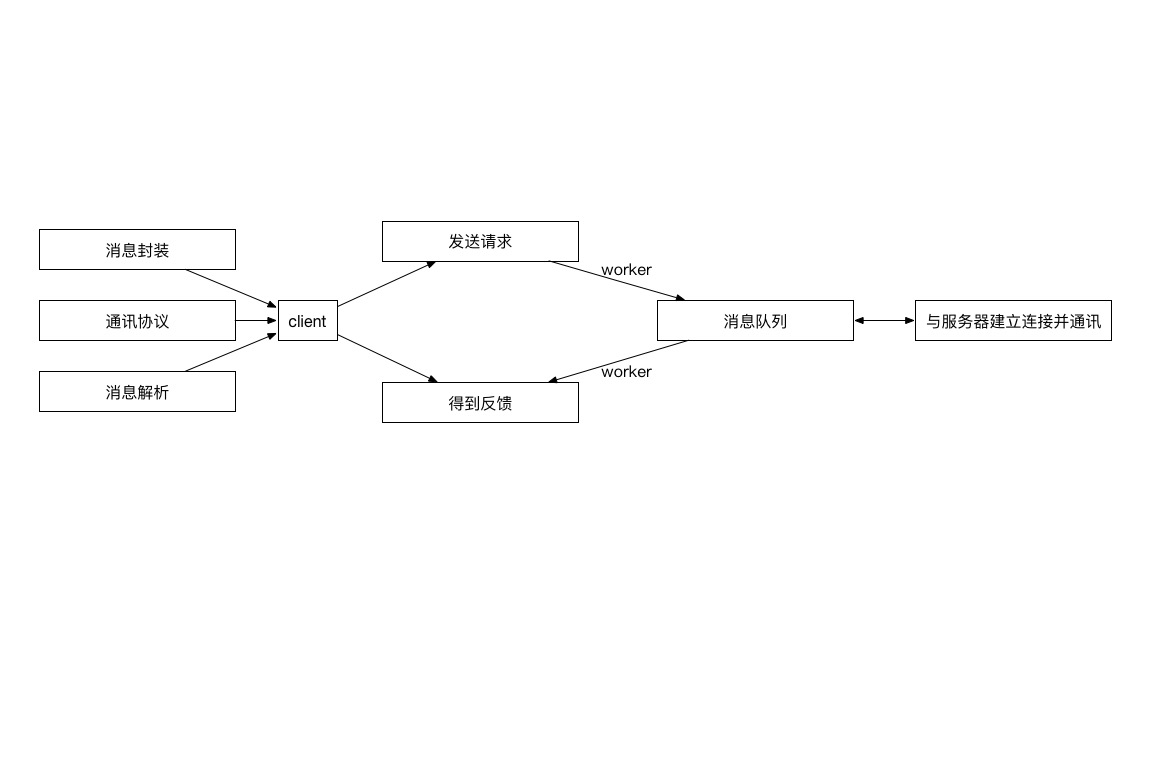 消息封装
通讯协议
消息解析
client
发送请求
得到反馈
worker
worker
消息队列
与服务器建立连接并通讯